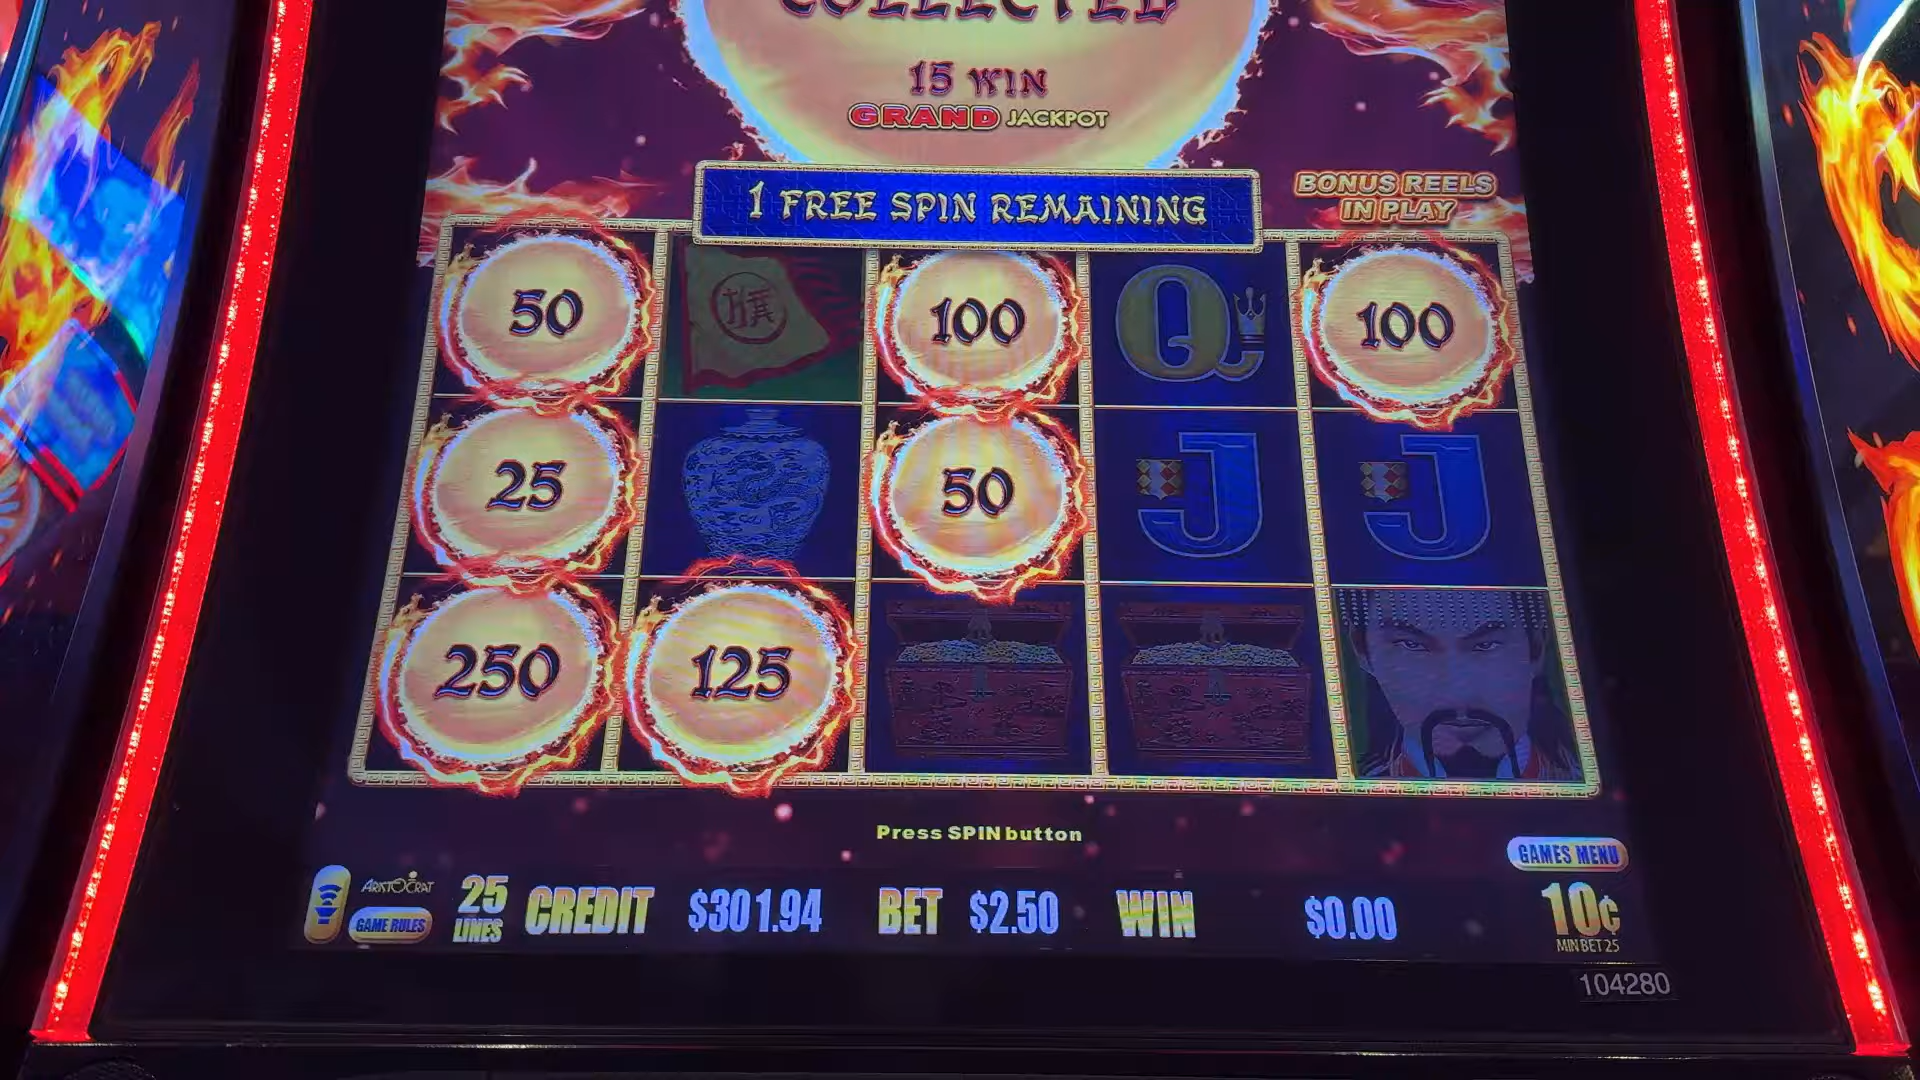 COLLECTED
15 WIN
GRAND JACKPOT
1 FREE SPIN REMAINING
BONUS REELS
IN PLAY
50
100
Q
100
25
50
J
J
250
125
Press SPIN button
GAMES MENU
ARISTOCRAT
GAME RULES
25
LINES
CREDIT $301.94
BET $2.50
WIN $0.00
10¢
MIN BET 25
104280